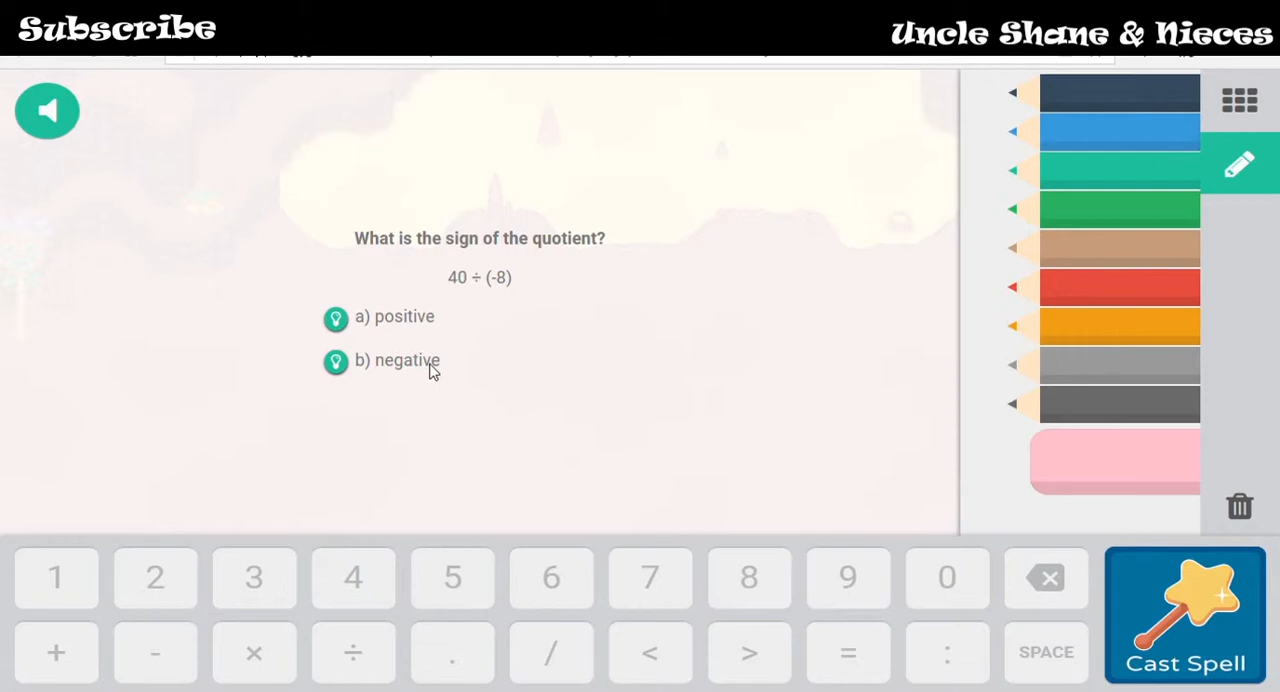 Subscribe
Uncle Shane & Nieces
What is the sign of the quotient?
40 ÷ (-8)
a) positive
b) negative
1 2 3 4 5 6 7 8 9 0
+ - × ÷ . / < > = : SPACE
Cast Spell